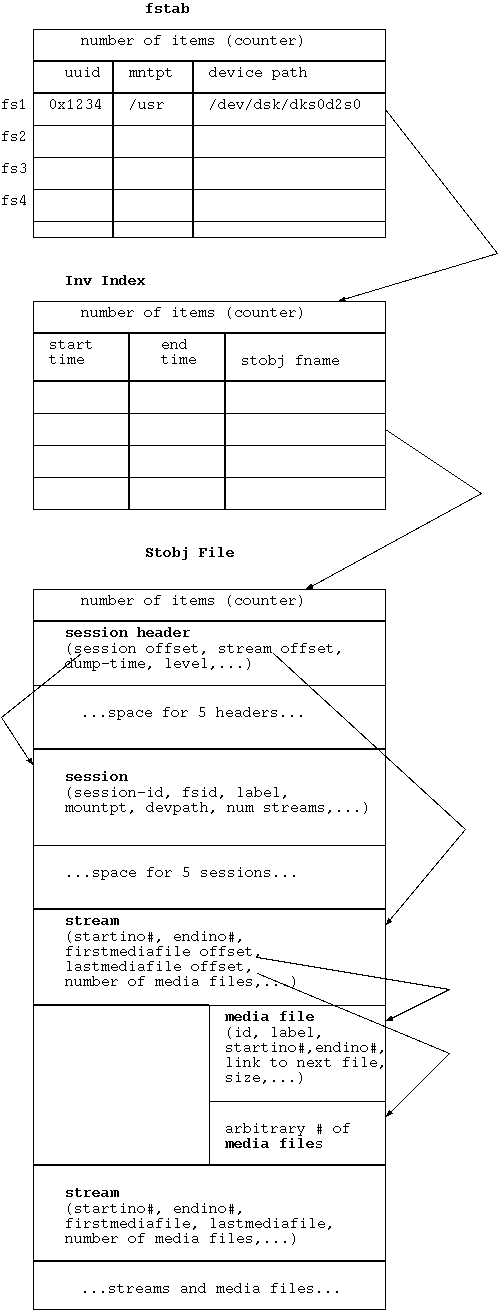 fstab
number of items (counter)
uuid mntpt device path
fs1 0x1234 /usr /dev/dsk/dks0d2s0
fs2
fs3
fs4
Inv Index
number of items (counter)
start end
time time stobj fname
Stobj File
number of items (counter)
session header
(session offset, stream offset,
dump-time, level,...)
...space for 5 headers...
session
(session-id, fsid, label,
mountpt, devpath, num streams,...)
...space for 5 sessions...
stream
(startino#, endino#,
firstmediafile offset,
lastmediafile offset,
number of media files,...)
media file
(id, label,
startino#,endino#,
link to next file,
size,...)
arbitrary # of
media files
stream
(startino#, endino#,
firstmediafile, lastmediafile,
number of media files,...)
...streams and media files...